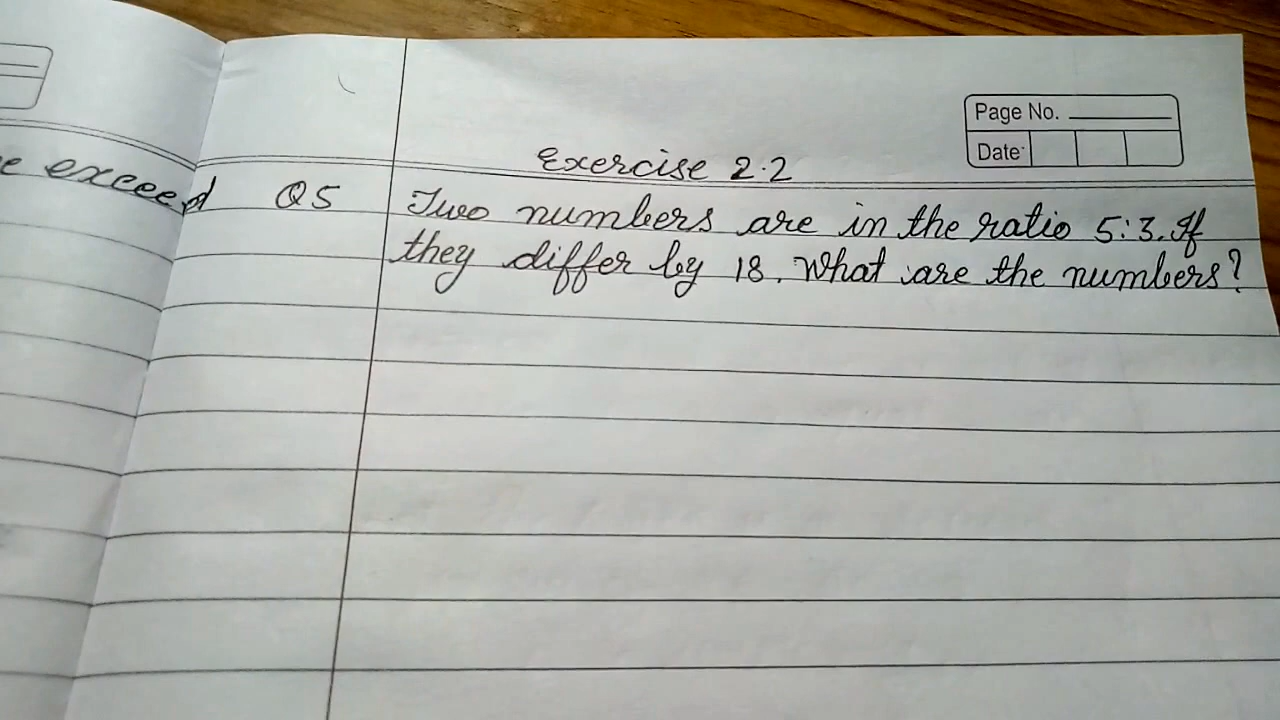 Page No.
Date
Exercise 2.2
e exceed
Q5 Two numbers are in the ratio 5:3. If
they differ by 18. What are the numbers?